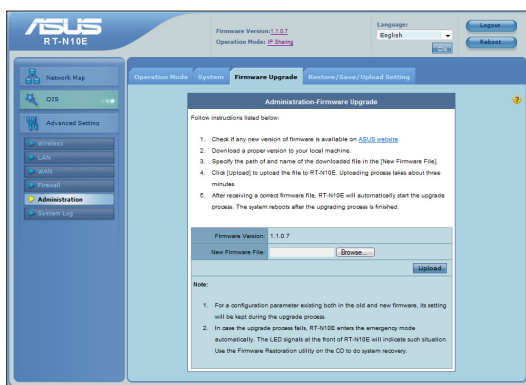 ASUS
RT-N10E
Firmware Version:1.1.0.7
Operation Mode: IP Sharing
Language:
English
Logout
Reboot
Network Map
QIS
Advanced Setting
Wireless
LAN
WAN
Firewall
Administration
System Log
Operation Mode
System
Firmware Upgrade
Restore/Save/Upload Setting
Administration-Firmware Upgrade
Follow instructions listed below:
1. Check if any new version of firmware is available on ASUS website.
2. Download a proper version to your local machine.
3. Specify the path of and name of the downloaded file in the [New Firmware File].
4. Click [Upload] to upload the file to RT-N10E. Uploading process takes about three
minutes.
5. After receiving a correct firmware file, RT-N10E will automatically start the upgrade
process. The system reboots after the upgrading process is finished.
Firmware Version: 1.1.0.7
New Firmware File: Browse...
Upload
Note:
1. For a configuration parameter existing both in the old and new firmware, its setting
will be kept during the upgrade process.
2. In case the upgrade process fails, RT-N10E enters the emergency mode
automatically. The LED signals at the front of RT-N10E will indicate such situation.
Use the Firmware Restoration utility on the CD to do system recovery.
?